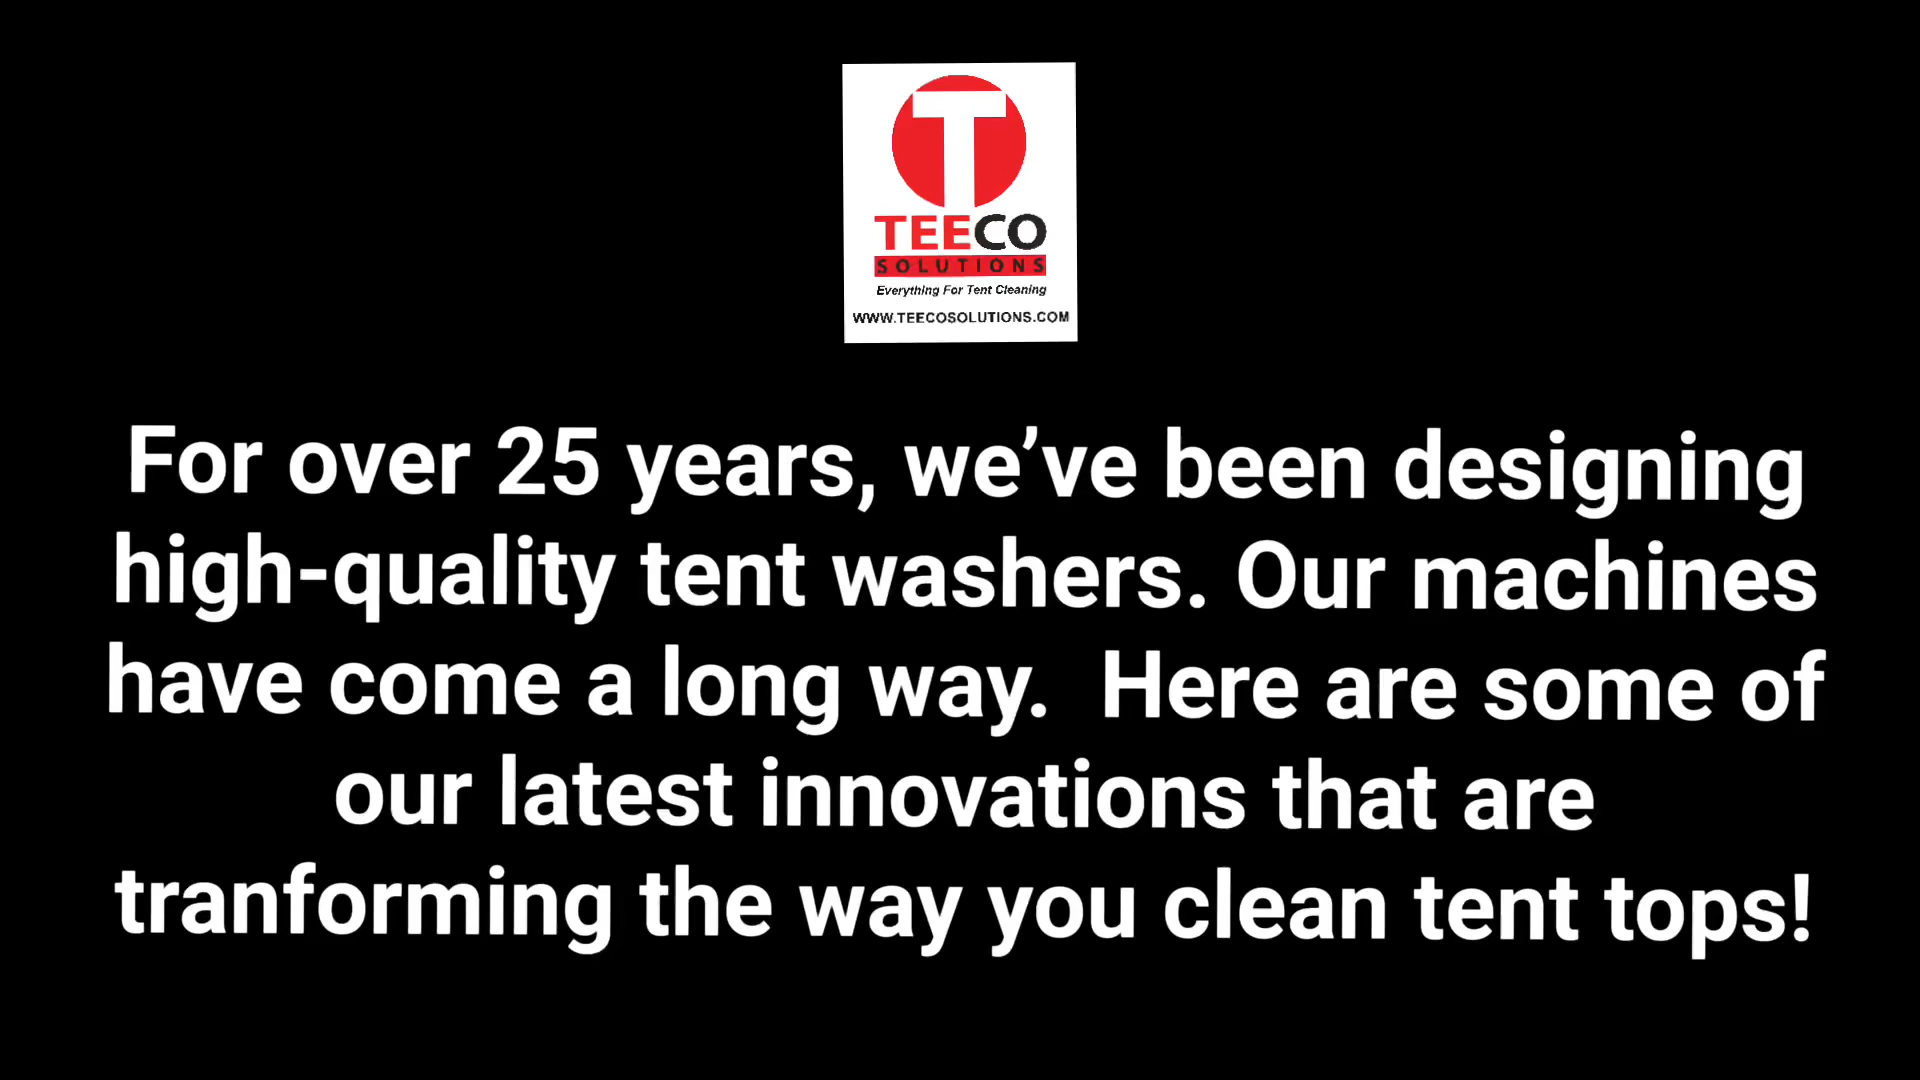 T
TEECO
SOLUTIONS
Everything For Tent Cleaning
WWW.TEECOSOLUTIONS.COM
For over 25 years, we’ve been designing
high-quality tent washers. Our machines
have come a long way.  Here are some of
our latest innovations that are
tranforming the way you clean tent tops!